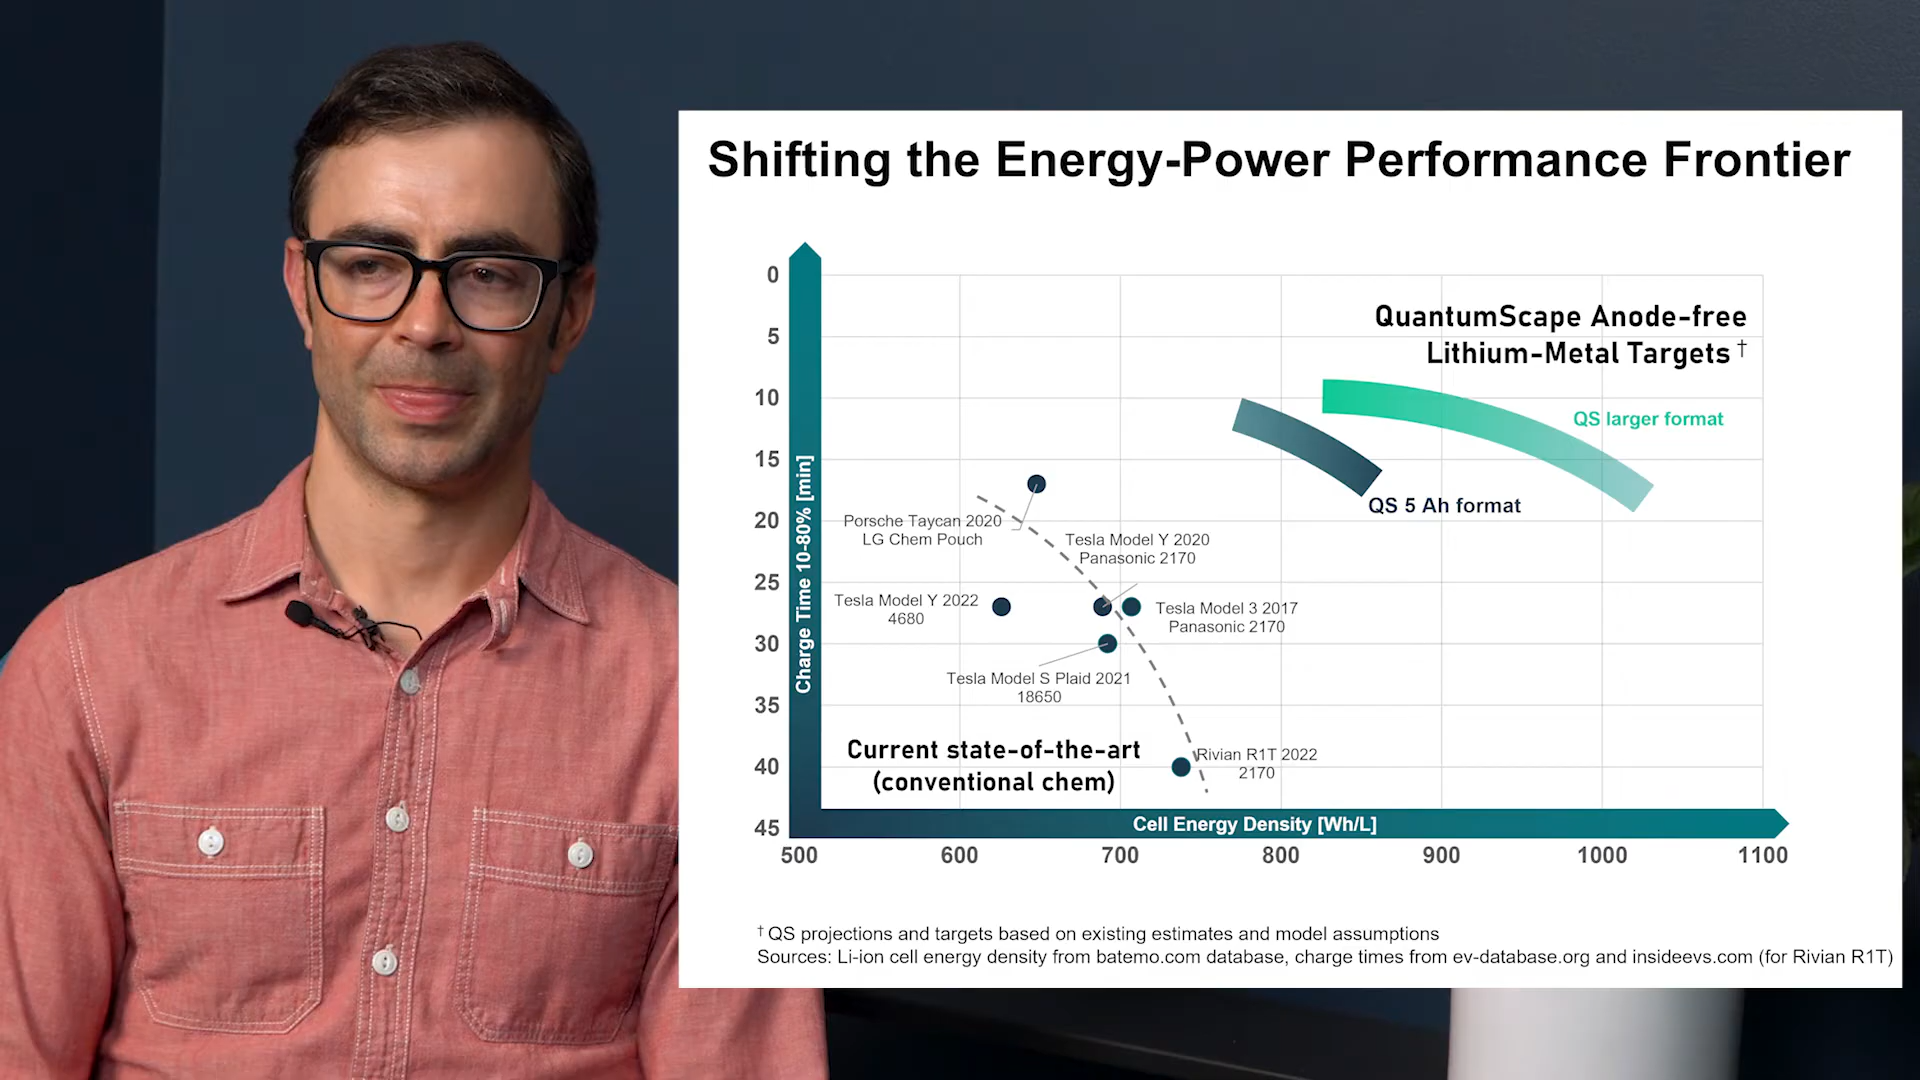 Shifting the Energy-Power Performance Frontier
0
5
10
15
20
25
30
35
40
45
Charge Time 10-80% [min]
QuantumScape Anode-free
Lithium-Metal Targets †
QS larger format
QS 5 Ah format
Porsche Taycan 2020
LG Chem Pouch
Tesla Model Y 2020
Panasonic 2170
Tesla Model Y 2022
4680
Tesla Model 3 2017
Panasonic 2170
Tesla Model S Plaid 2021
18650
Current state-of-the-art
(conventional chem)
Rivian R1T 2022
2170
Cell Energy Density [Wh/L]
500 600 700 800 900 1000 1100
† QS projections and targets based on existing estimates and model assumptions
Sources: Li-ion cell energy density from batemo.com database, charge times from ev-database.org and insideevs.com (for Rivian R1T)